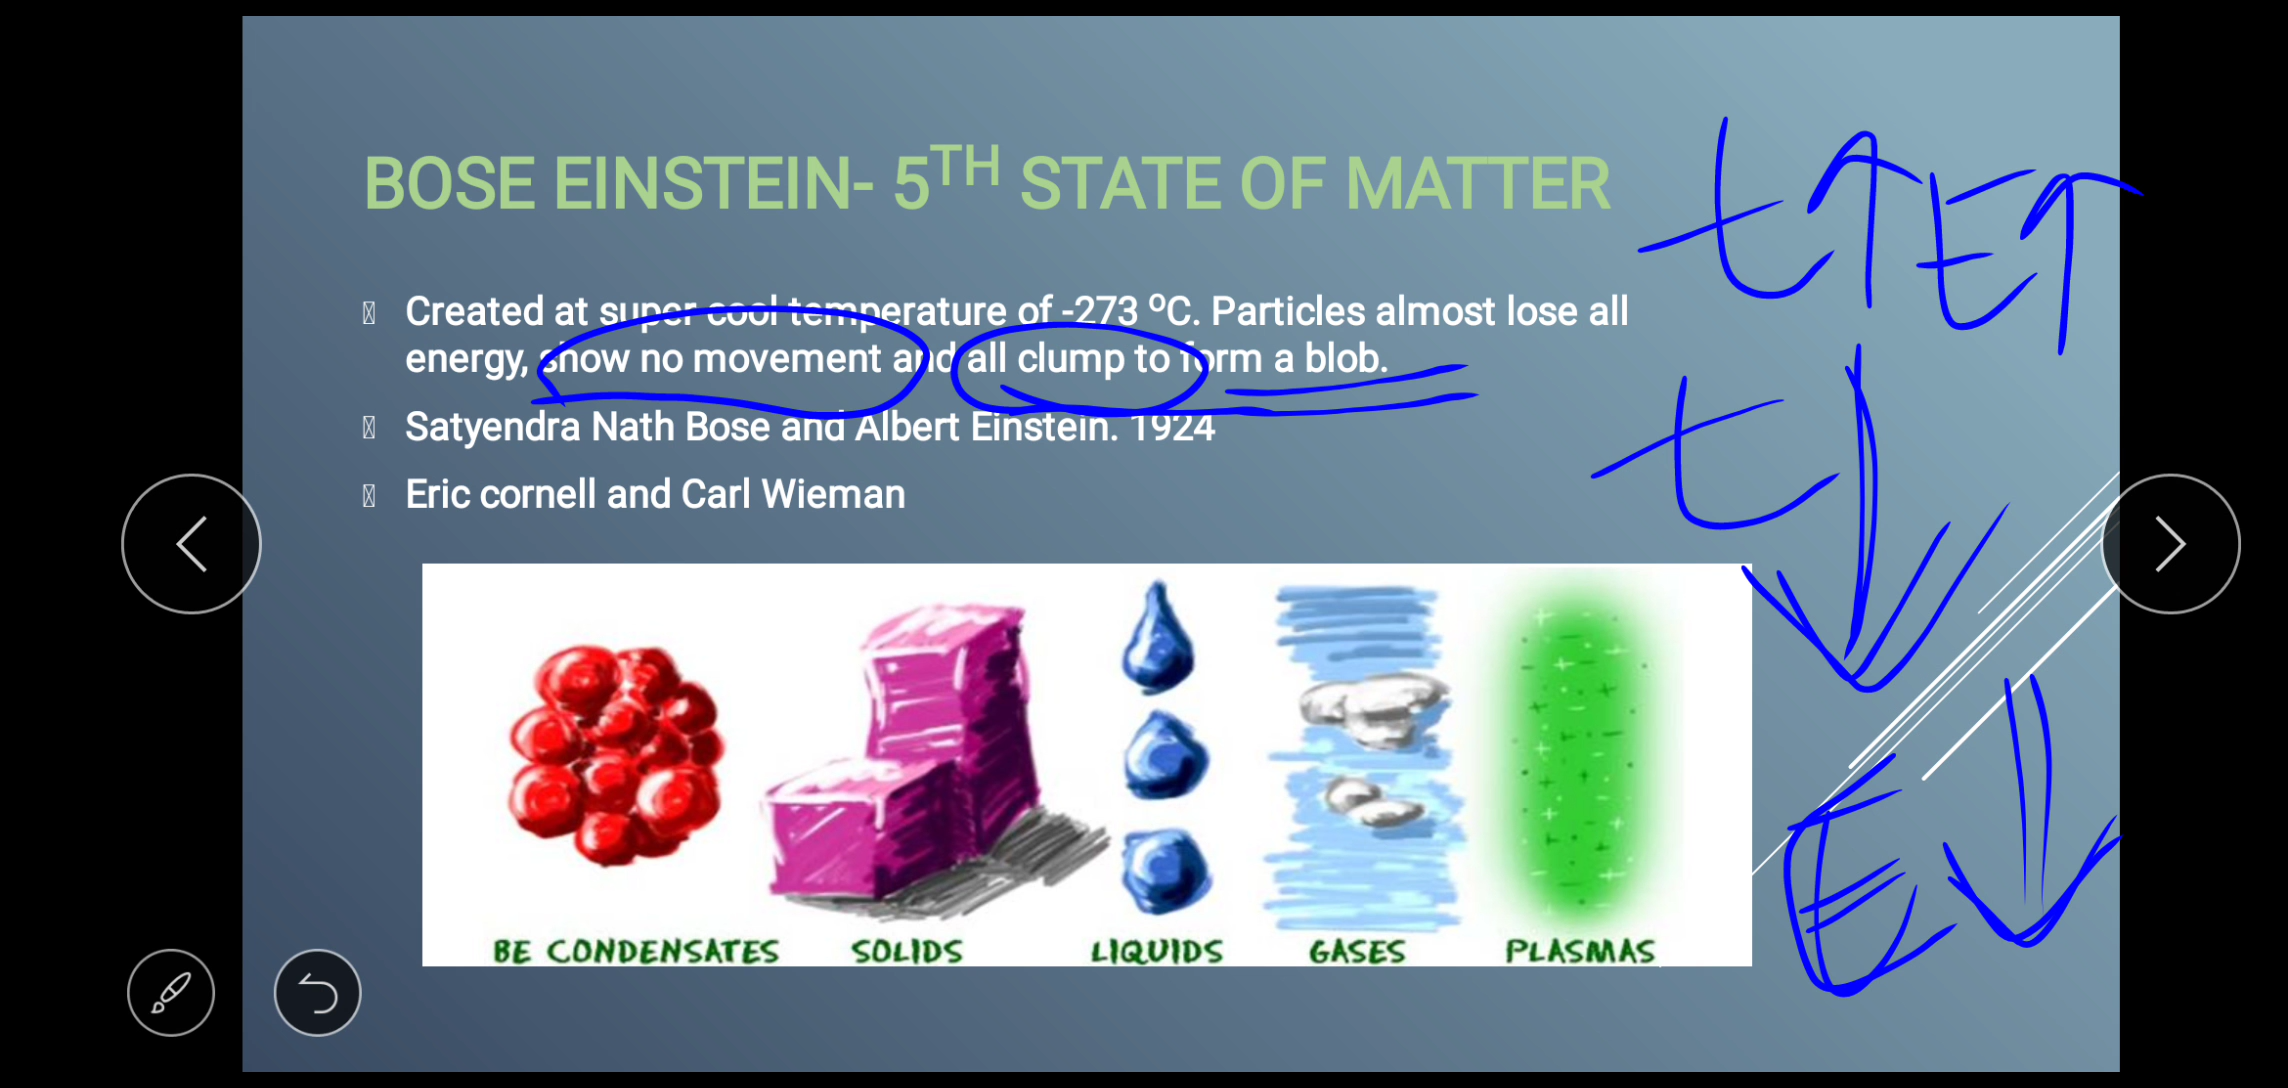 BOSE EINSTEIN- 5TH STATE OF MATTER
Created at super cool temperature of -273 ºC. Particles almost lose all
energy, show no movement and all clump to form a blob.
Satyendra Nath Bose and Albert Einstein. 1924
Eric cornell and Carl Wieman
t↑ E↑
t↓
E↓
BE CONDENSATES SOLIDS LIQUIDS GASES PLASMAS